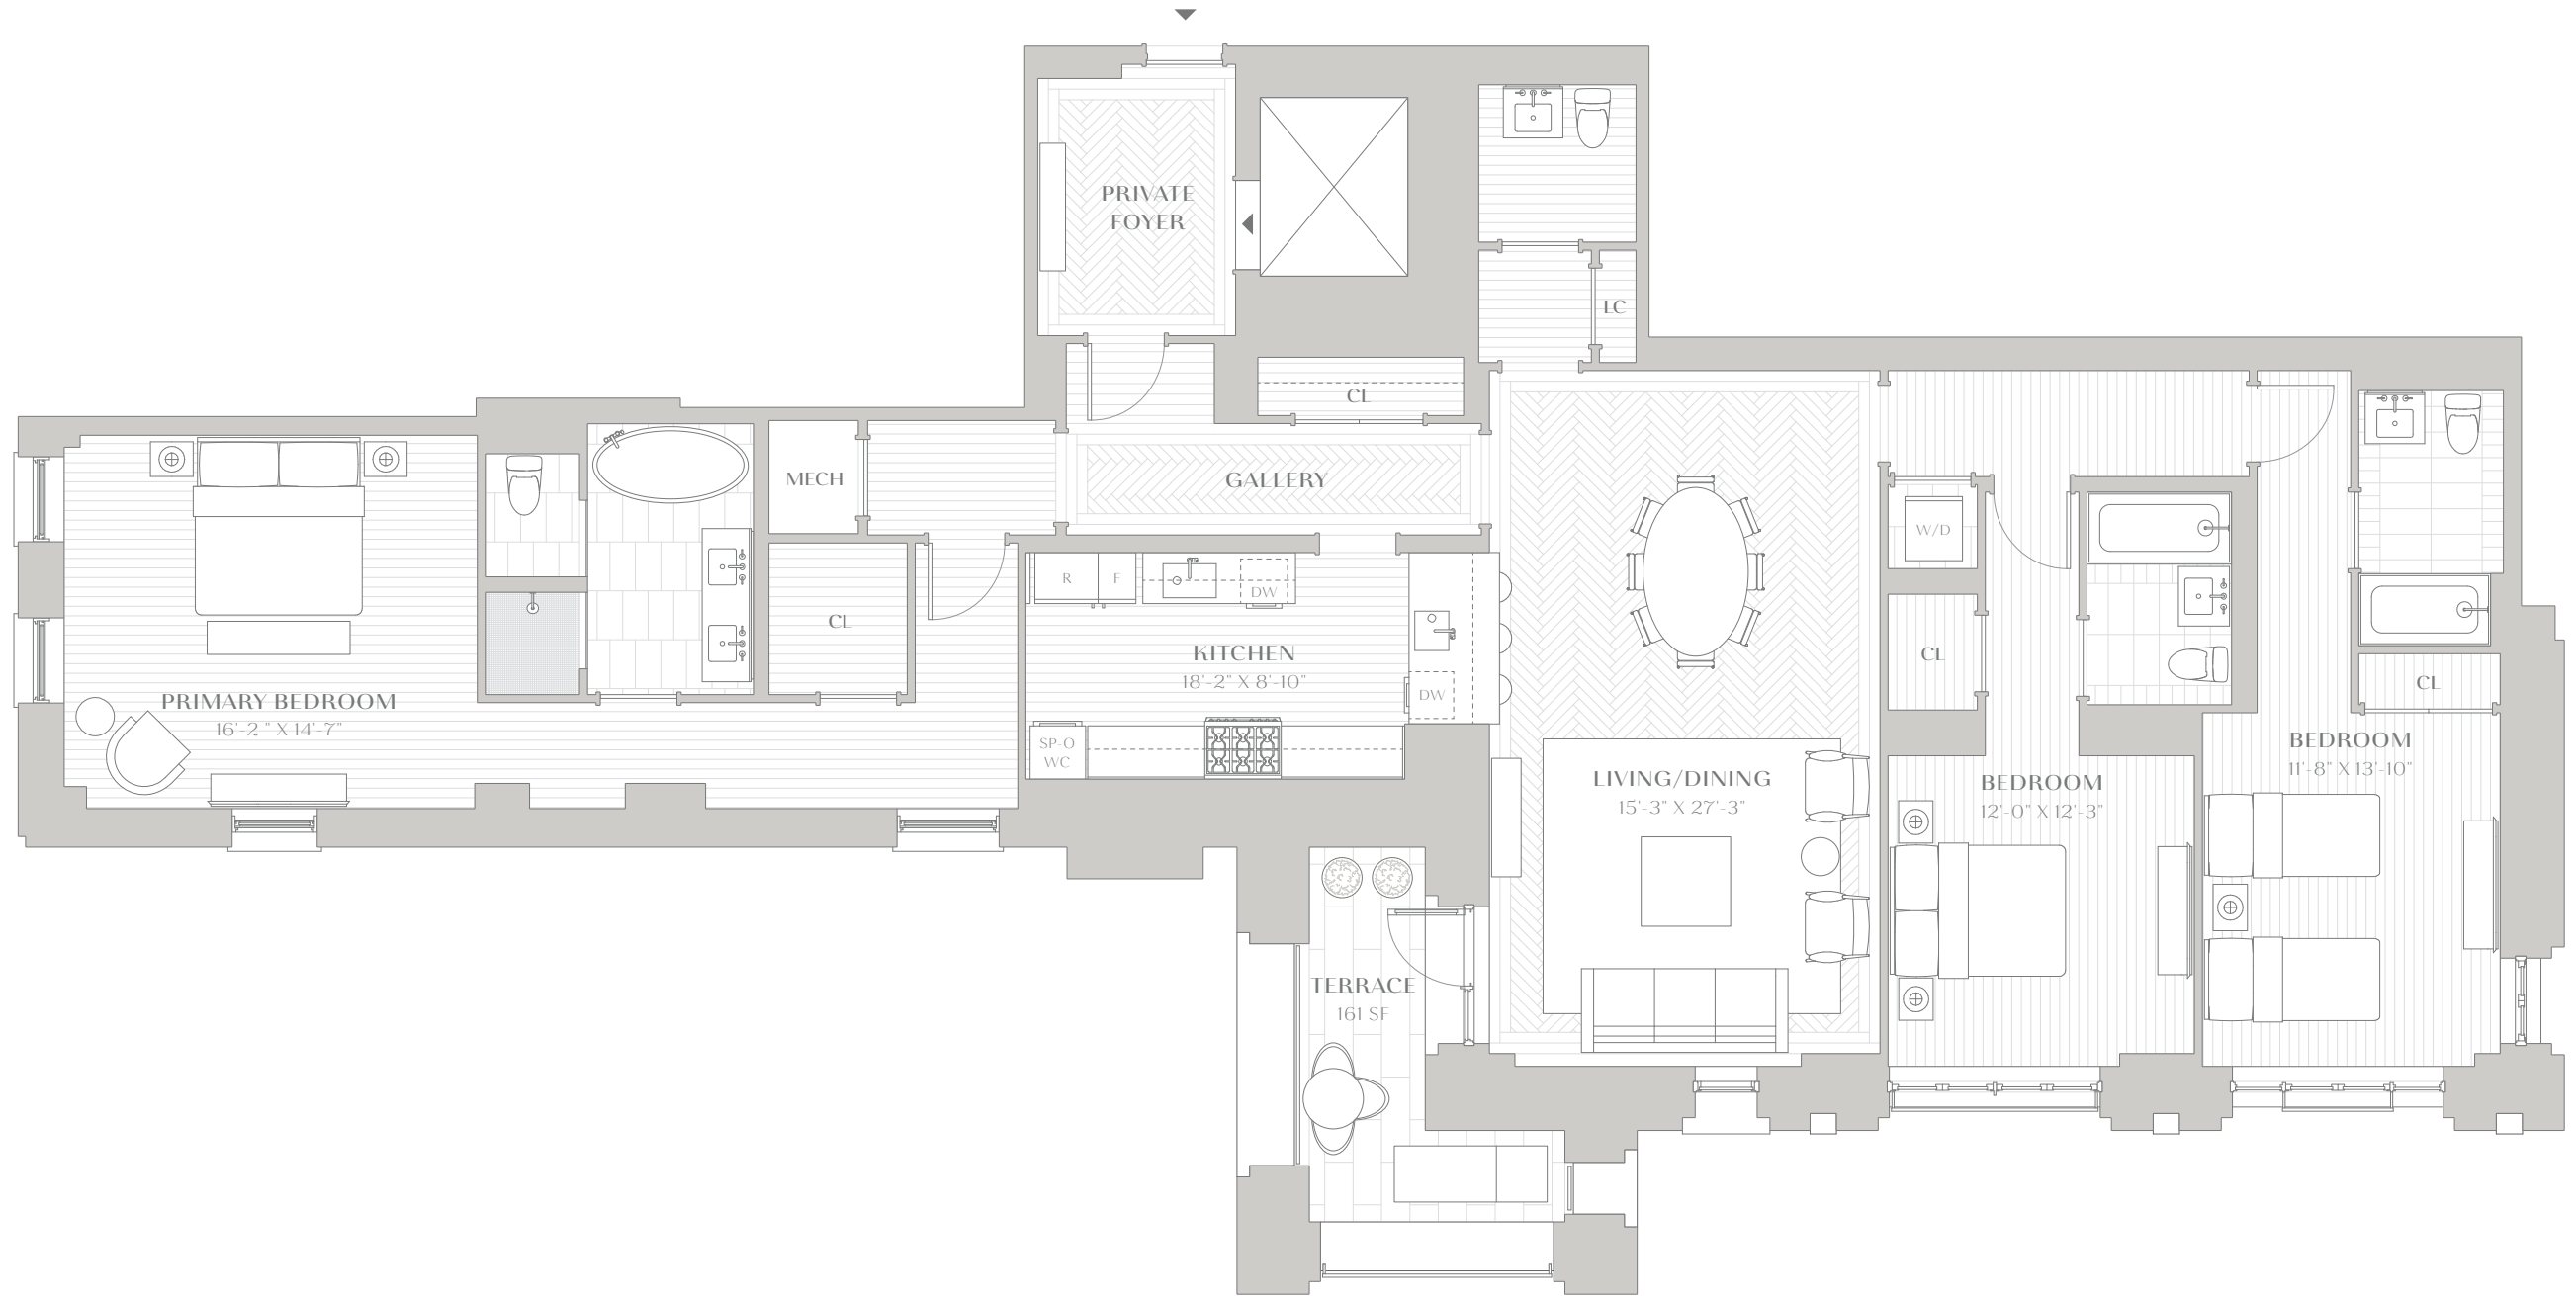 PRIVATE
FOYER
LC
CL
MECH
GALLERY
W/D
R
F
DW
CL
KITCHEN
18'-2" X 8'-10"
DW
CL
CL
PRIMARY BEDROOM
16'-2 " X 14'-7"
SP-O
WC
LIVING/DINING
15'-3" X 27'-3"
BEDROOM
12'-0" X 12'-3"
BEDROOM
11'-8" X 13'-10"
TERRACE
161 SF